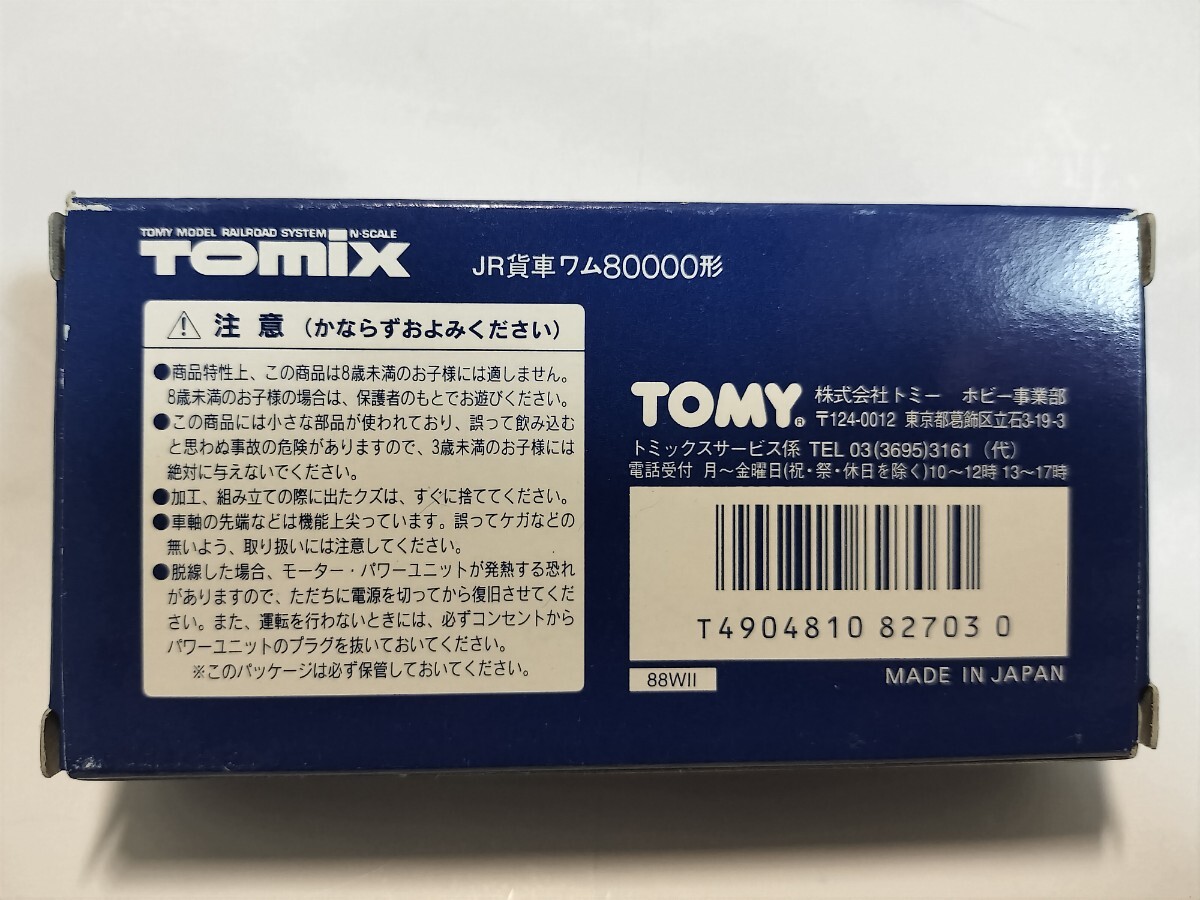 TOMY MODEL RAILROAD SYSTEM N-SCALE
TOMIX
JR貨車ワム80000形
注意（かならずおよみください）
●商品特性上、この商品は8歳未満のお子様には適しません。
8歳未満のお子様の場合は、保護者のもとでお遊びください。
●この商品には小さな部品が使われており、誤って飲み込む
と思わぬ事故の危険がありますので、3歳未満のお子様には
絶対に与えないでください。
●加工、組み立ての際に出たクズは、すぐに捨ててください。
●車軸の先端などは機能上尖っています。誤ってケガなどの
無いよう、取り扱いには注意してください。
●脱線した場合、モーター・パワーユニットが発熱する恐れ
がありますので、ただちに電源を切ってから復旧させてくだ
さい。また、運転を行わないときには、必ずコンセントから
パワーユニットのプラグを抜いておいてください。
※このパッケージは必ず保管しておいてください。
TOMY® 株式会社トミー ホビー事業部
〒124-0012 東京都葛飾区立石3-19-3
トミックスサービス係 TEL 03(3695)3161（代）
電話受付 月〜金曜日(祝・祭・休日を除く)10〜12時 13〜17時
T4904810 82703 0
88WII
MADE IN JAPAN